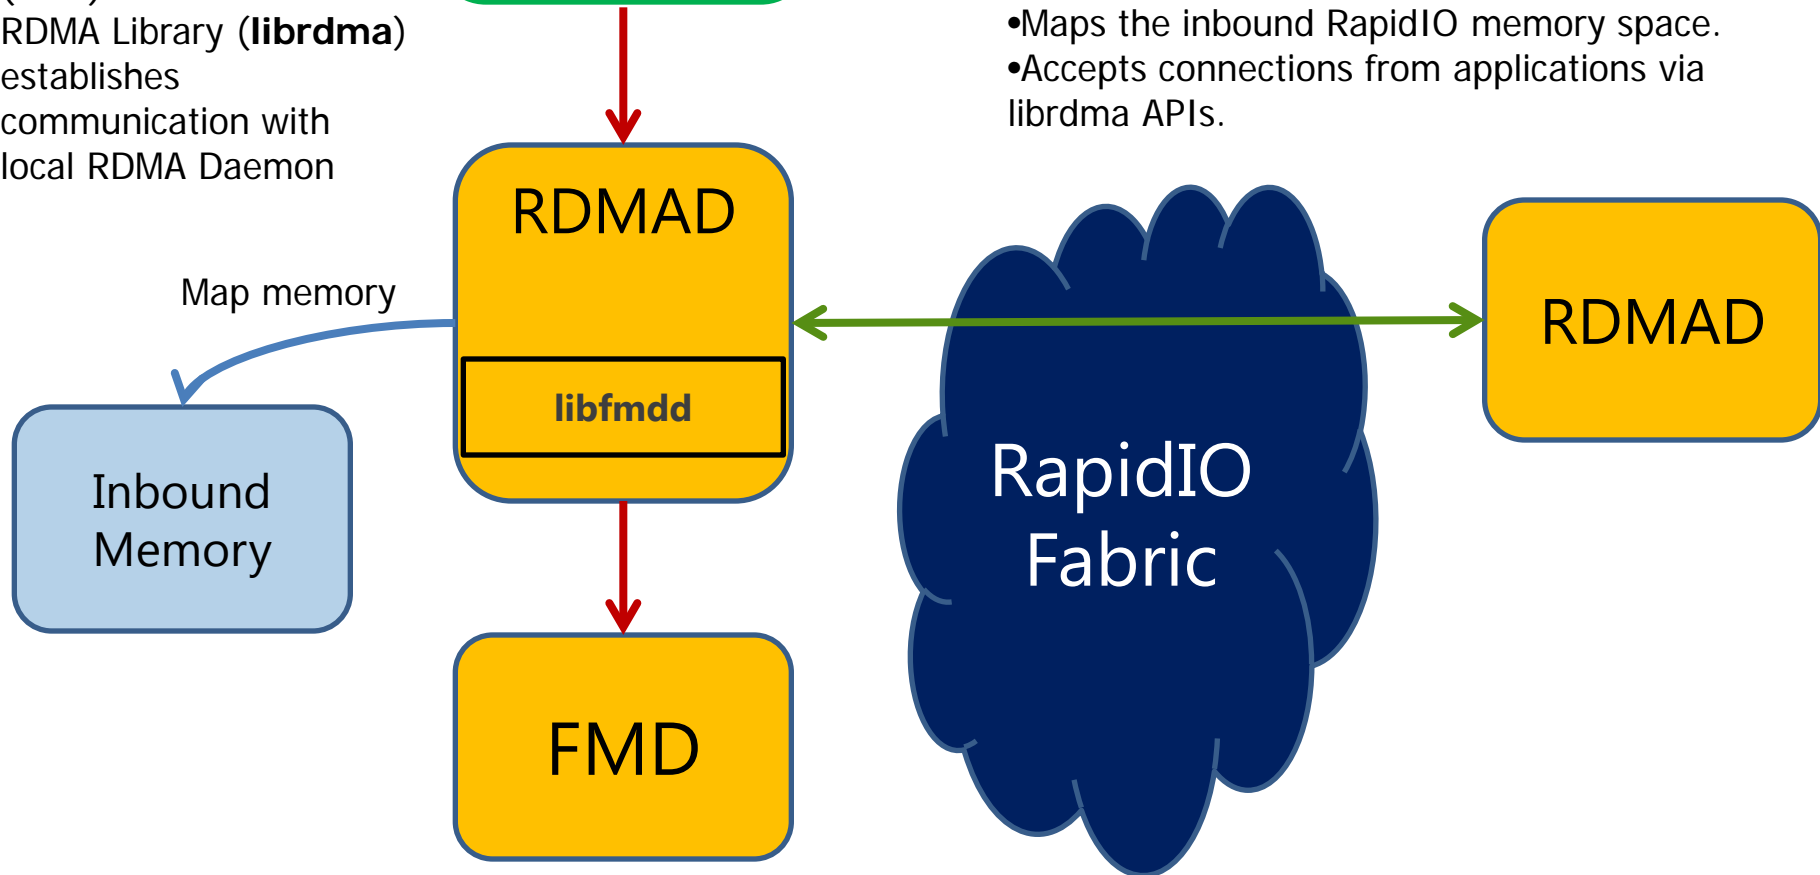 RDMA Library (librdma)
establishes
communication with
local RDMA Daemon
•Maps the inbound RapidIO memory space.
•Accepts connections from applications via
librdma APIs.
RDMAD
Map memory
libfmdd
RDMAD
Inbound
Memory
RapidIO
Fabric
FMD